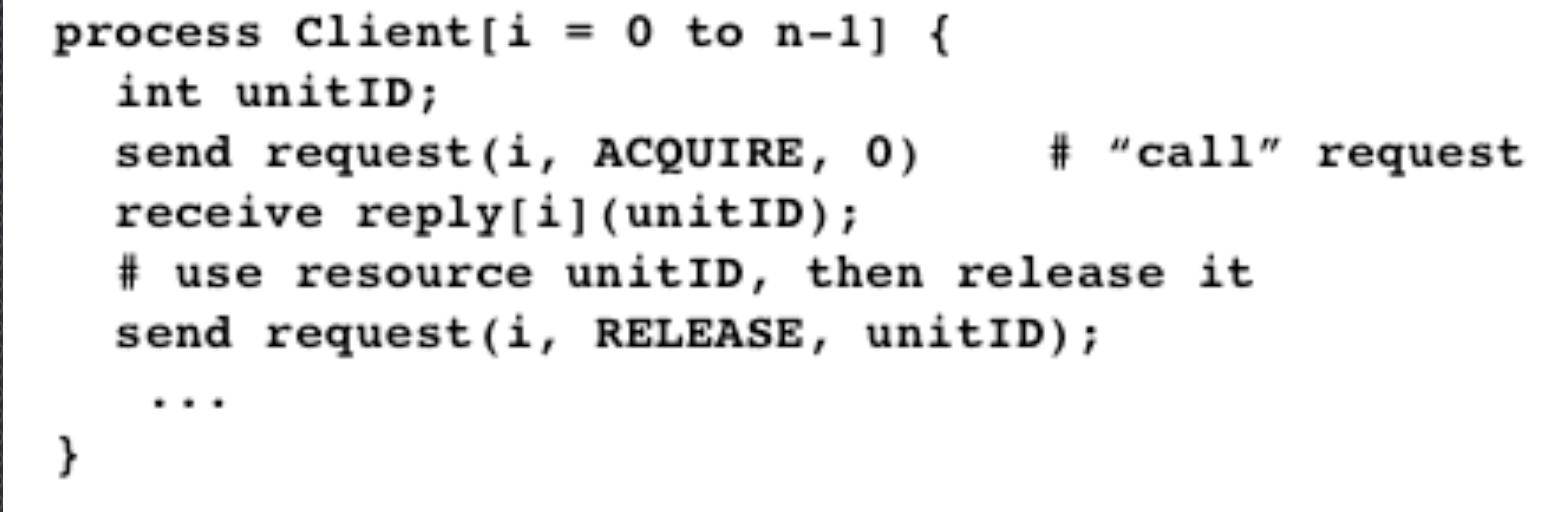 process Client[i = 0 to n-1] {
int unitID;
send request(i, ACQUIRE, 0) # “call” request
receive reply[i](unitID);
# use resource unitID, then release it
send request(i, RELEASE, unitID);
...
}